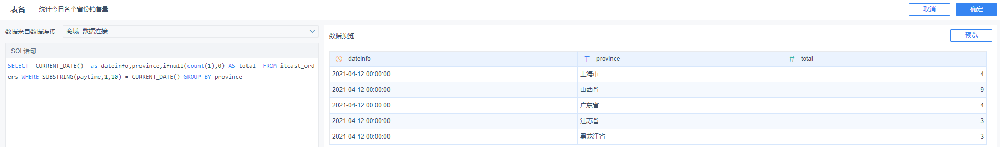 表名 统计今日各个省份销售量 取消 确定
数据来自数据连接 商城_数据连接
SQL语句
SELECT CURRENT_DATE() as dateinfo,province,ifnull(count(1),0) AS total FROM itcast_ord
ers WHERE SUBSTRING(paytime,1,10) = CURRENT_DATE() GROUP BY province
数据预览 预览
dateinfo province total
2021-04-12 00:00:00 上海市 4
2021-04-12 00:00:00 山西省 9
2021-04-12 00:00:00 广东省 4
2021-04-12 00:00:00 江苏省 3
2021-04-12 00:00:00 黑龙江省 3